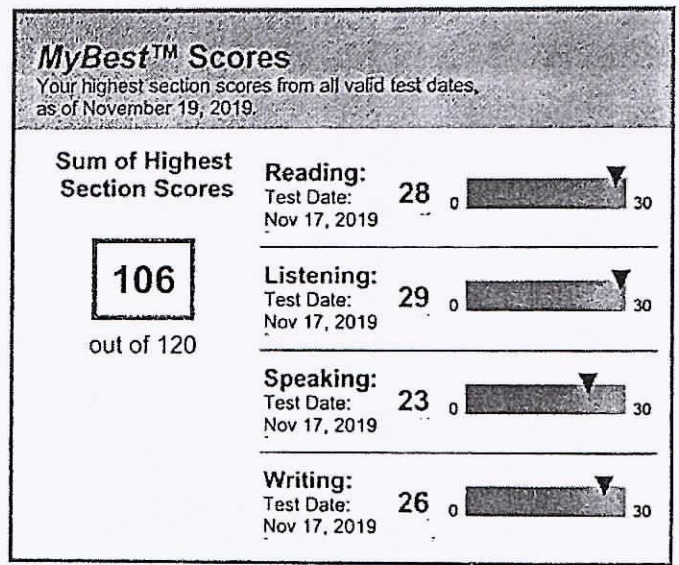 MyBest™ Scores
Your highest section scores from all valid test dates,
as of November 19, 2019.
Sum of Highest
Section Scores
106
out of 120
Reading:
Test Date:
Nov 17, 2019
28
0
30
Listening:
Test Date:
Nov 17, 2019
29
0
30
Speaking:
Test Date:
Nov 17, 2019
23
0
30
Writing:
Test Date:
Nov 17, 2019
26
0
30